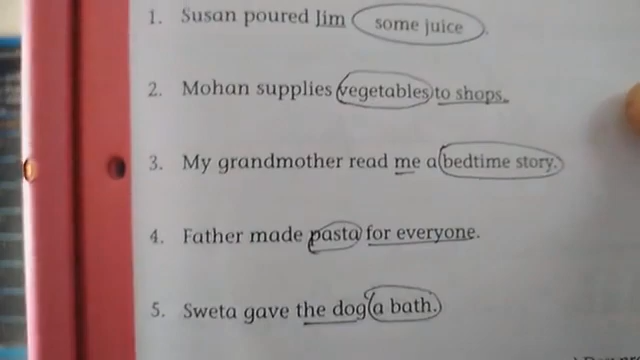 1. Susan poured Jim some juice.
2. Mohan supplies vegetables to shops.
3. My grandmother read me a bedtime story.
4. Father made pasta for everyone.
5. Sweta gave the dog a bath.